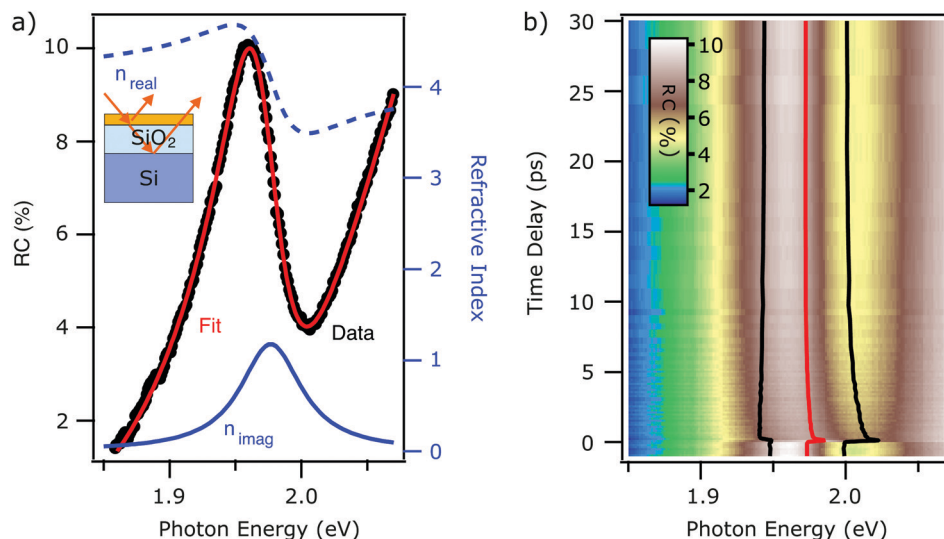 a)
10
8
6
4
2
RC (%)
n real
SiO2
Si
Fit
Data
n imag
4
3
2
1
0
Refractive Index
1.9
2.0
Photon Energy (eV)
b)
30
25
20
15
10
5
0
Time Delay (ps)
10
8
6
4
2
RC (%)
1.9
2.0
Photon Energy (eV)